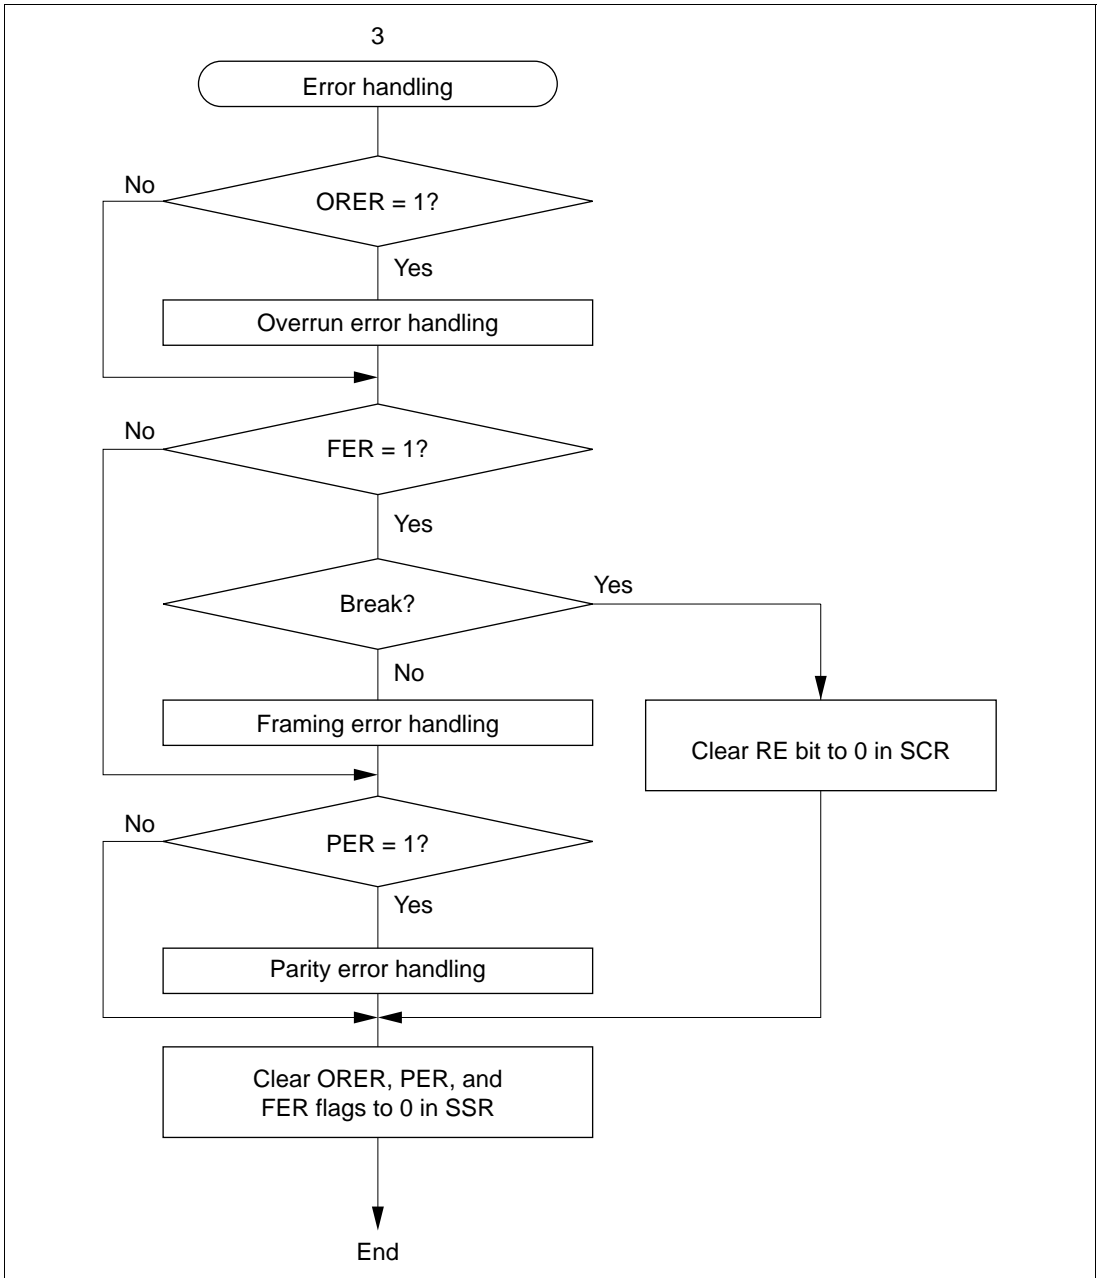 3
Error handling
No
ORER = 1?
Yes
Overrun error handling
No
FER = 1?
Yes
Break?
Yes
No
Framing error handling
Clear RE bit to 0 in SCR
No
PER = 1?
Yes
Parity error handling
Clear ORER, PER, and
FER flags to 0 in SSR
End